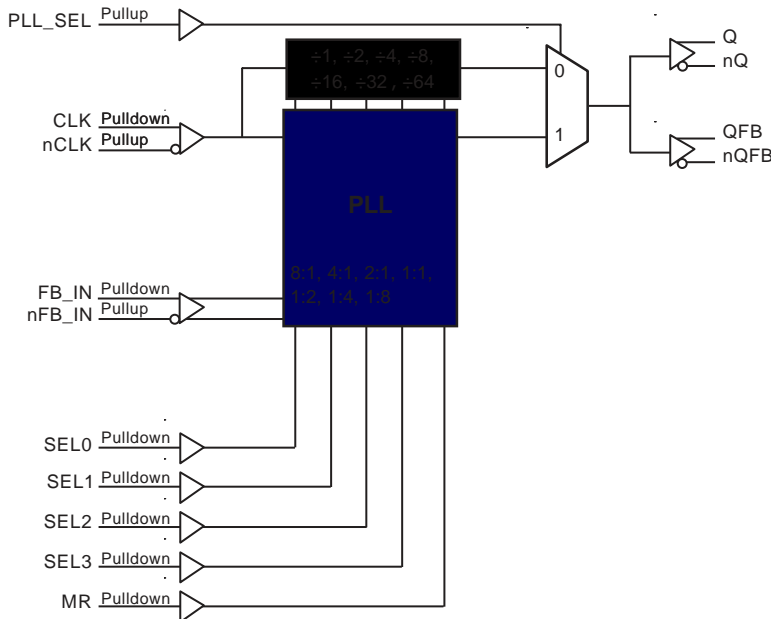 PLL_SEL Pullup
÷1, ÷2, ÷4, ÷8,
÷16, ÷32 , ÷64
0
1
Q
nQ
CLK Pulldown
nCLK Pullup
QFB
nQFB
PLL
8:1, 4:1, 2:1, 1:1,
1:2, 1:4, 1:8
FB_IN Pulldown
nFB_IN Pullup
SEL0 Pulldown
SEL1 Pulldown
SEL2 Pulldown
SEL3 Pulldown
MR Pulldown